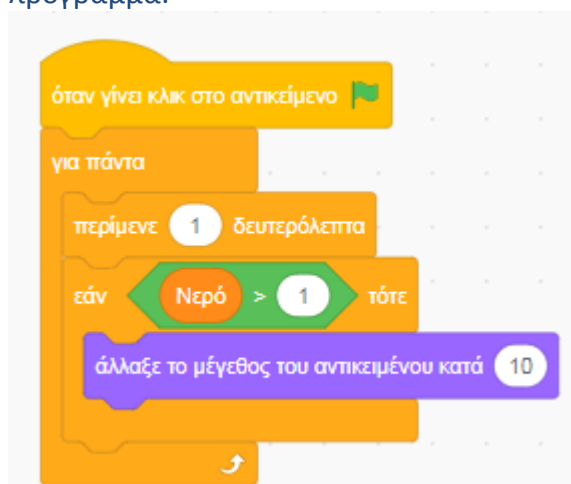 πρόγραμμα.
όταν γίνει κλικ στο αντικείμενο
για πάντα
περίμενε 1 δευτερόλεπτα
εάν Νερό > 1 τότε
άλλαξε το μέγεθος του αντικειμένου κατά 10